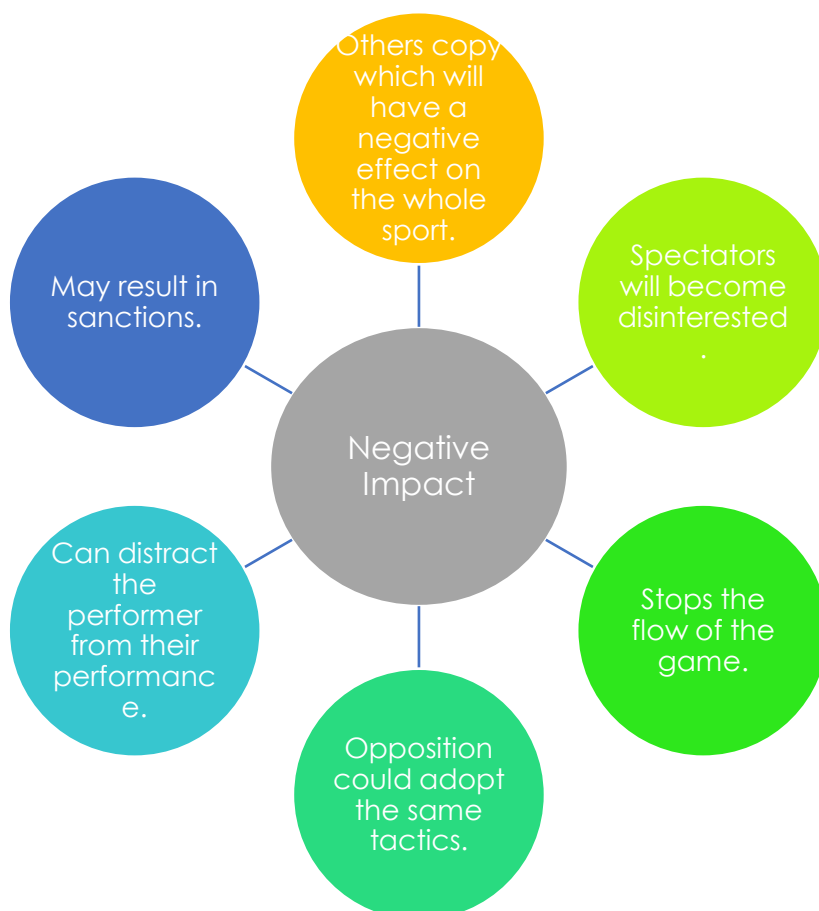 Others copy
which will
have a
negative
effect on
the whole
sport.
Spectators
will become
disinterested
.
Stops the
flow of the
game.
Opposition
could adopt
the same
tactics.
Can distract
the
performer
from their
performanc
e.
May result in
sanctions.
Negative
Impact